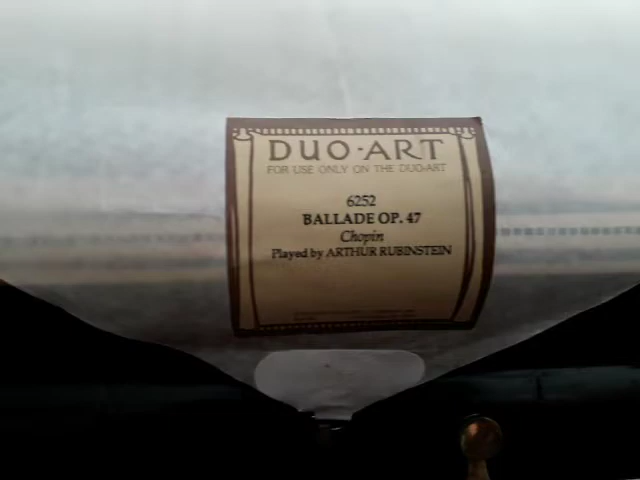 DUO-ART
FOR USE ONLY ON THE DUO-ART
6252
BALLADE OP. 47
Chopin
Played by ARTHUR RUBINSTEIN